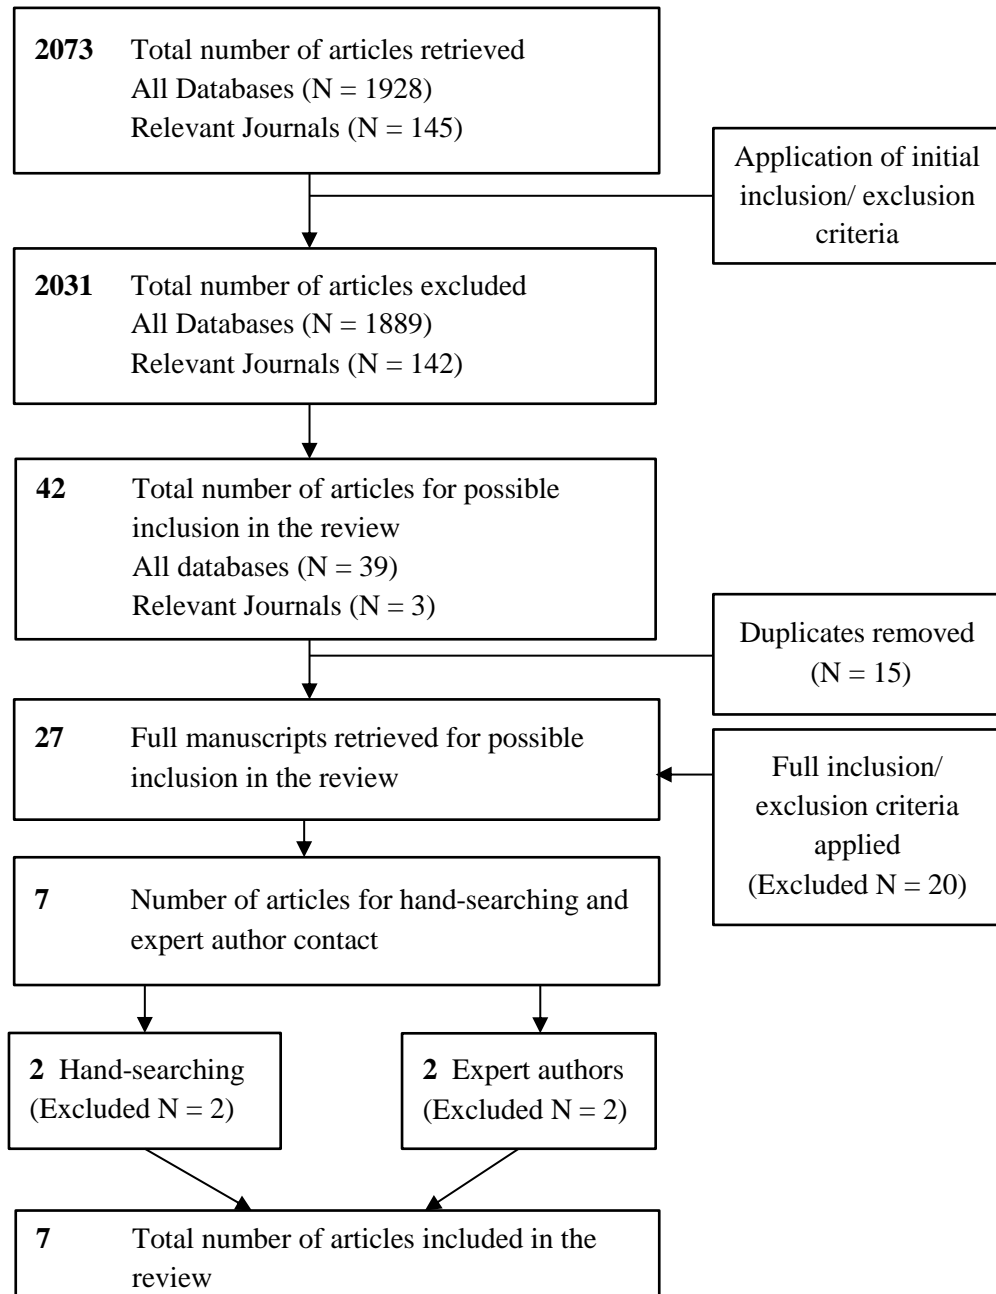 2073 Total number of articles retrieved
All Databases (N = 1928)
Relevant Journals (N = 145)
Application of initial
inclusion/ exclusion
criteria
2031 Total number of articles excluded
All Databases (N = 1889)
Relevant Journals (N = 142)
42 Total number of articles for possible
inclusion in the review
All databases (N = 39)
Relevant Journals (N = 3)
Duplicates removed
(N = 15)
27 Full manuscripts retrieved for possible
inclusion in the review
Full inclusion/
exclusion criteria
applied
(Excluded N = 20)
7 Number of articles for hand-searching and
expert author contact
2 Hand-searching
(Excluded N = 2)
2 Expert authors
(Excluded N = 2)
7 Total number of articles included in the
review